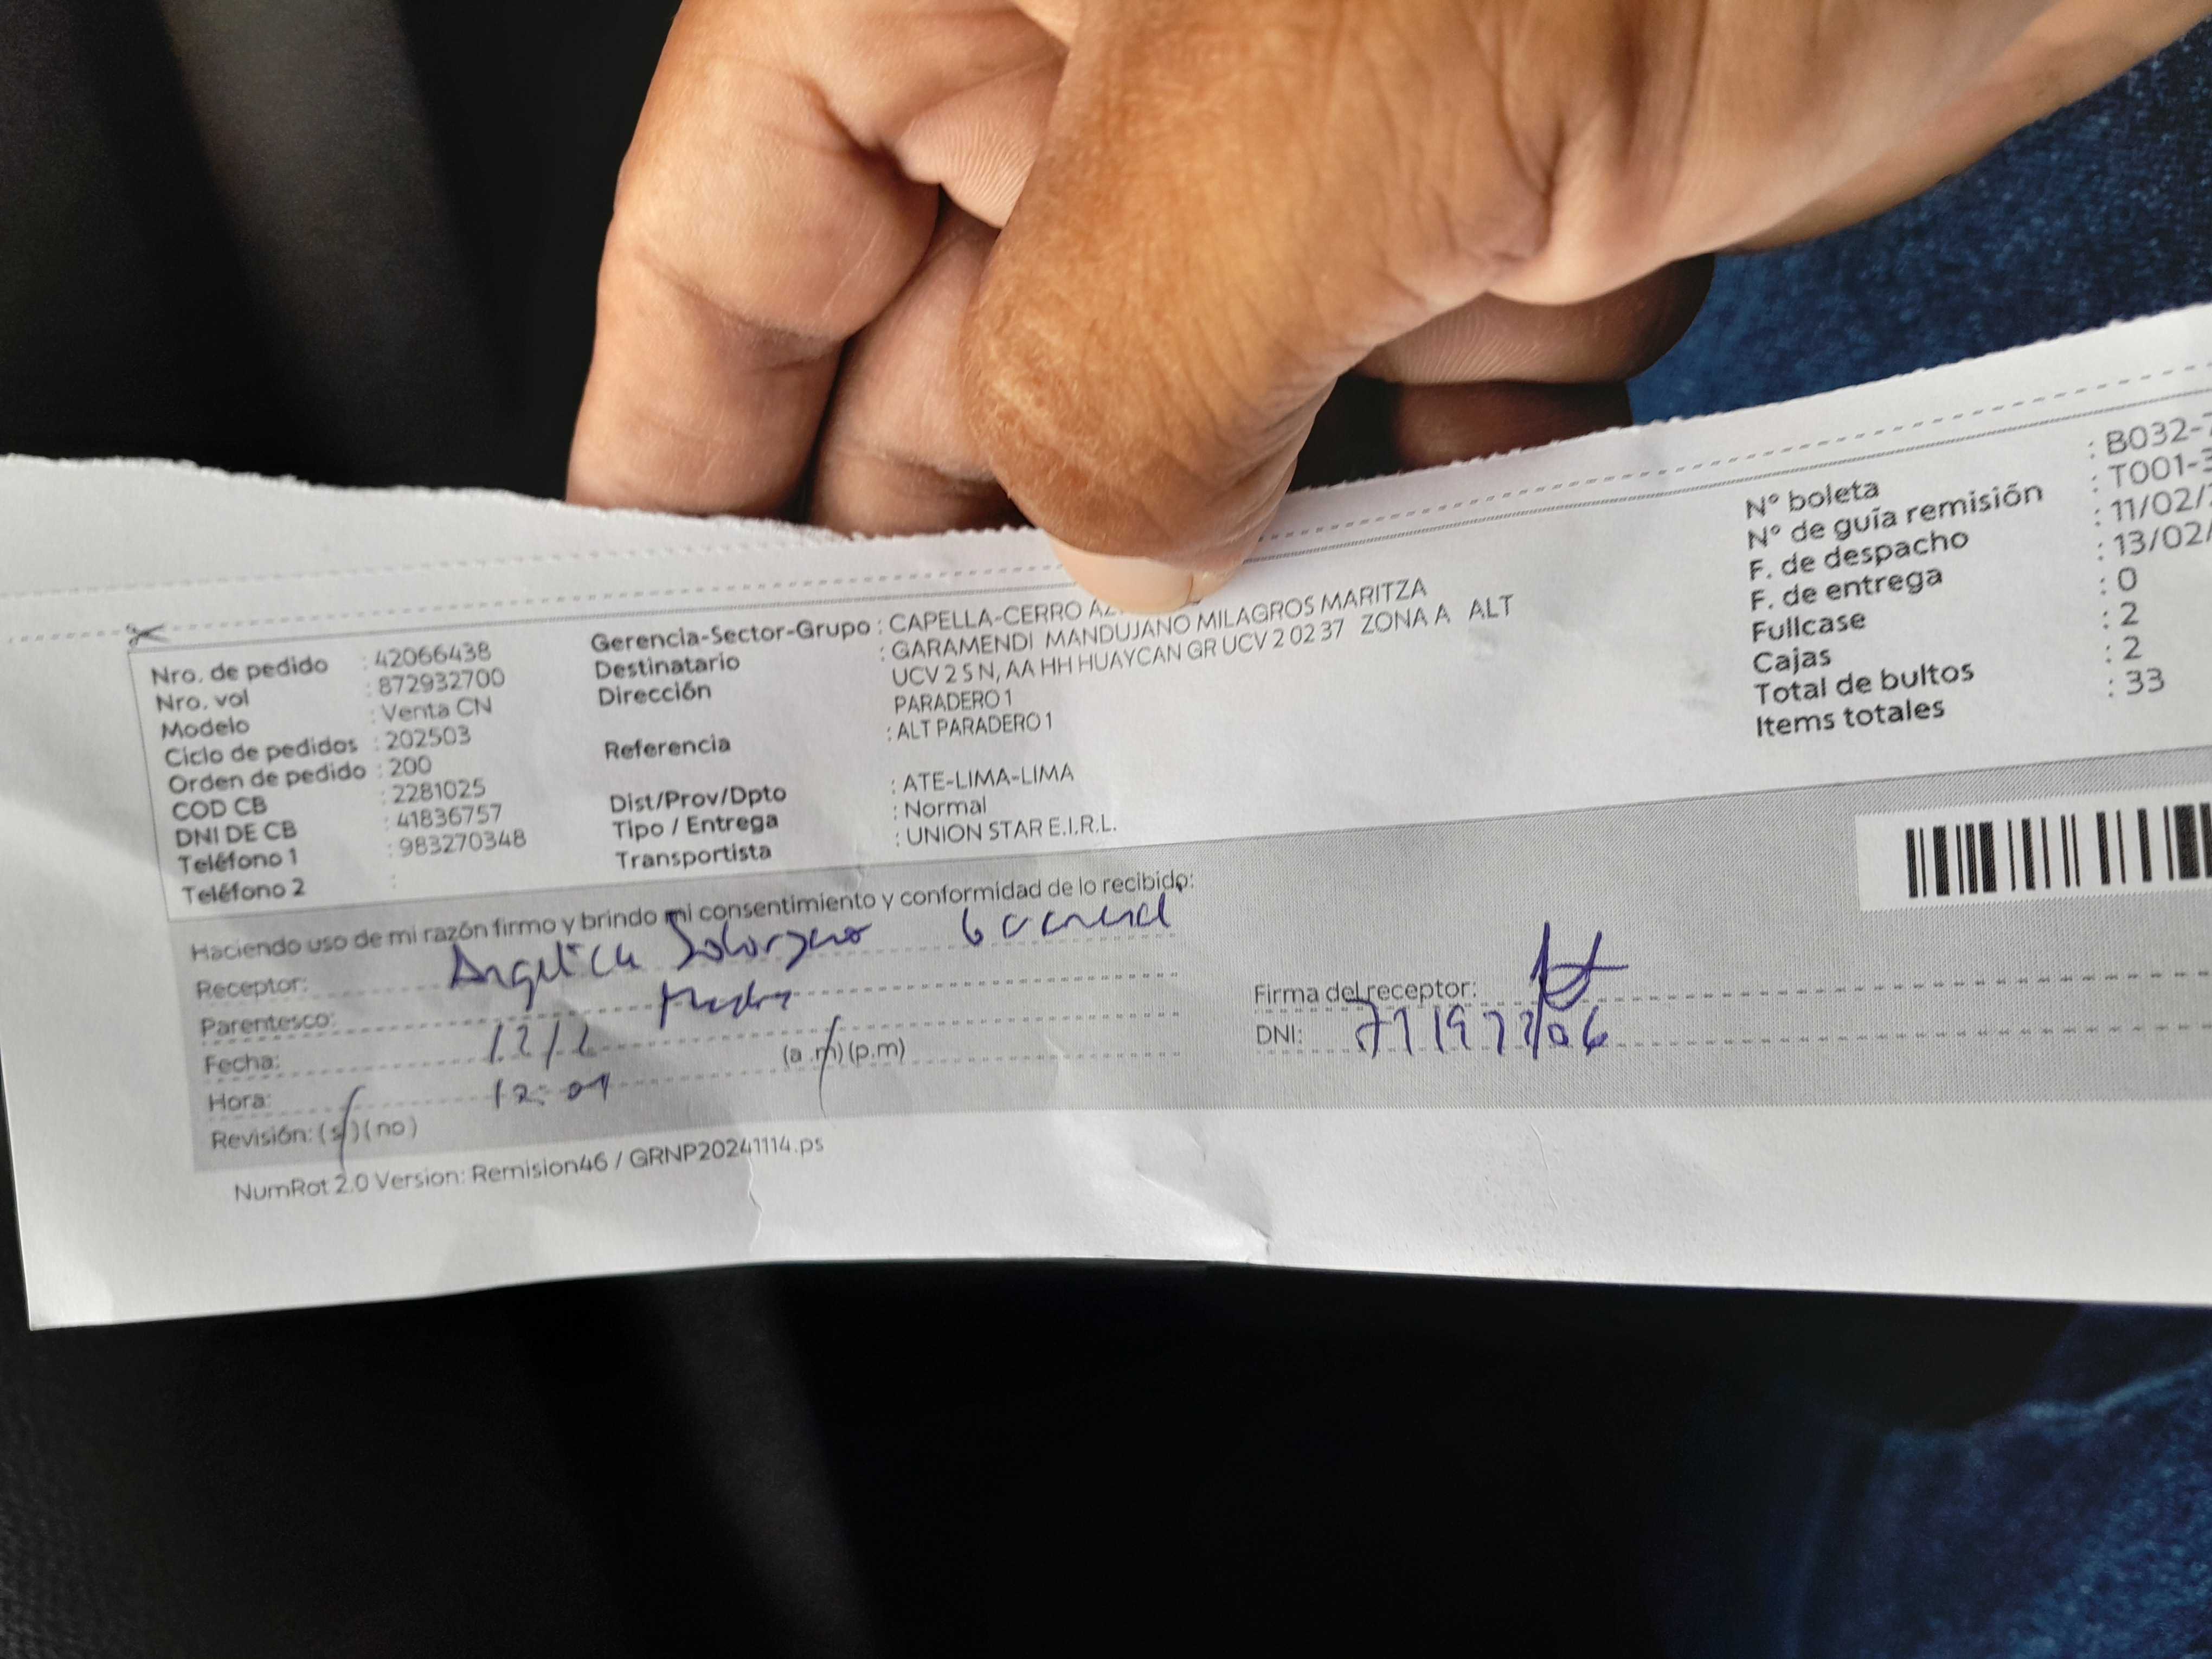 Nro. de pedido : 42066438
Nro. vol : 872932700
Modelo : Venta CN
Ciclo de pedidos : 202503
Orden de pedido : 200
COD CB : 2281025
DNI DE CB : 41836757
Teléfono 1 : 983270348
Teléfono 2 :
Gerencia-Sector-Grupo : CAPELLA-CERRO
Destinatario : GARAMENDI MANDUJANO MILAGROS MARITZA
Dirección UCV 2 S N, AA HH HUAYCAN GR UCV 2 02 37 ZONA A ALT
PARADERO 1
Referencia : ALT PARADERO 1
Dist/Prov/Dpto : ATE-LIMA-LIMA
Tipo / Entrega : Normal
Transportista : UNION STAR E.I.R.L.
N° boleta : B032-
N° de guía remisión : T001-
F. de despacho : 11/02/
F. de entrega : 13/02/
Fullcase : 0
Cajas : 2
Total de bultos : 2
Items totales : 33
Haciendo uso de mi razón firmo y brindo mi consentimiento y conformidad de lo recibido:
Receptor: Angelica Solorzano
Parentesco: Madre
Fecha: 12/2
Hora: 12:01 (a.m) (p.m)
Revisión: (si) (no)
Firma del receptor:
DNI:
NumRot 2.0 Version: Remision46 / GRNP20241114.ps